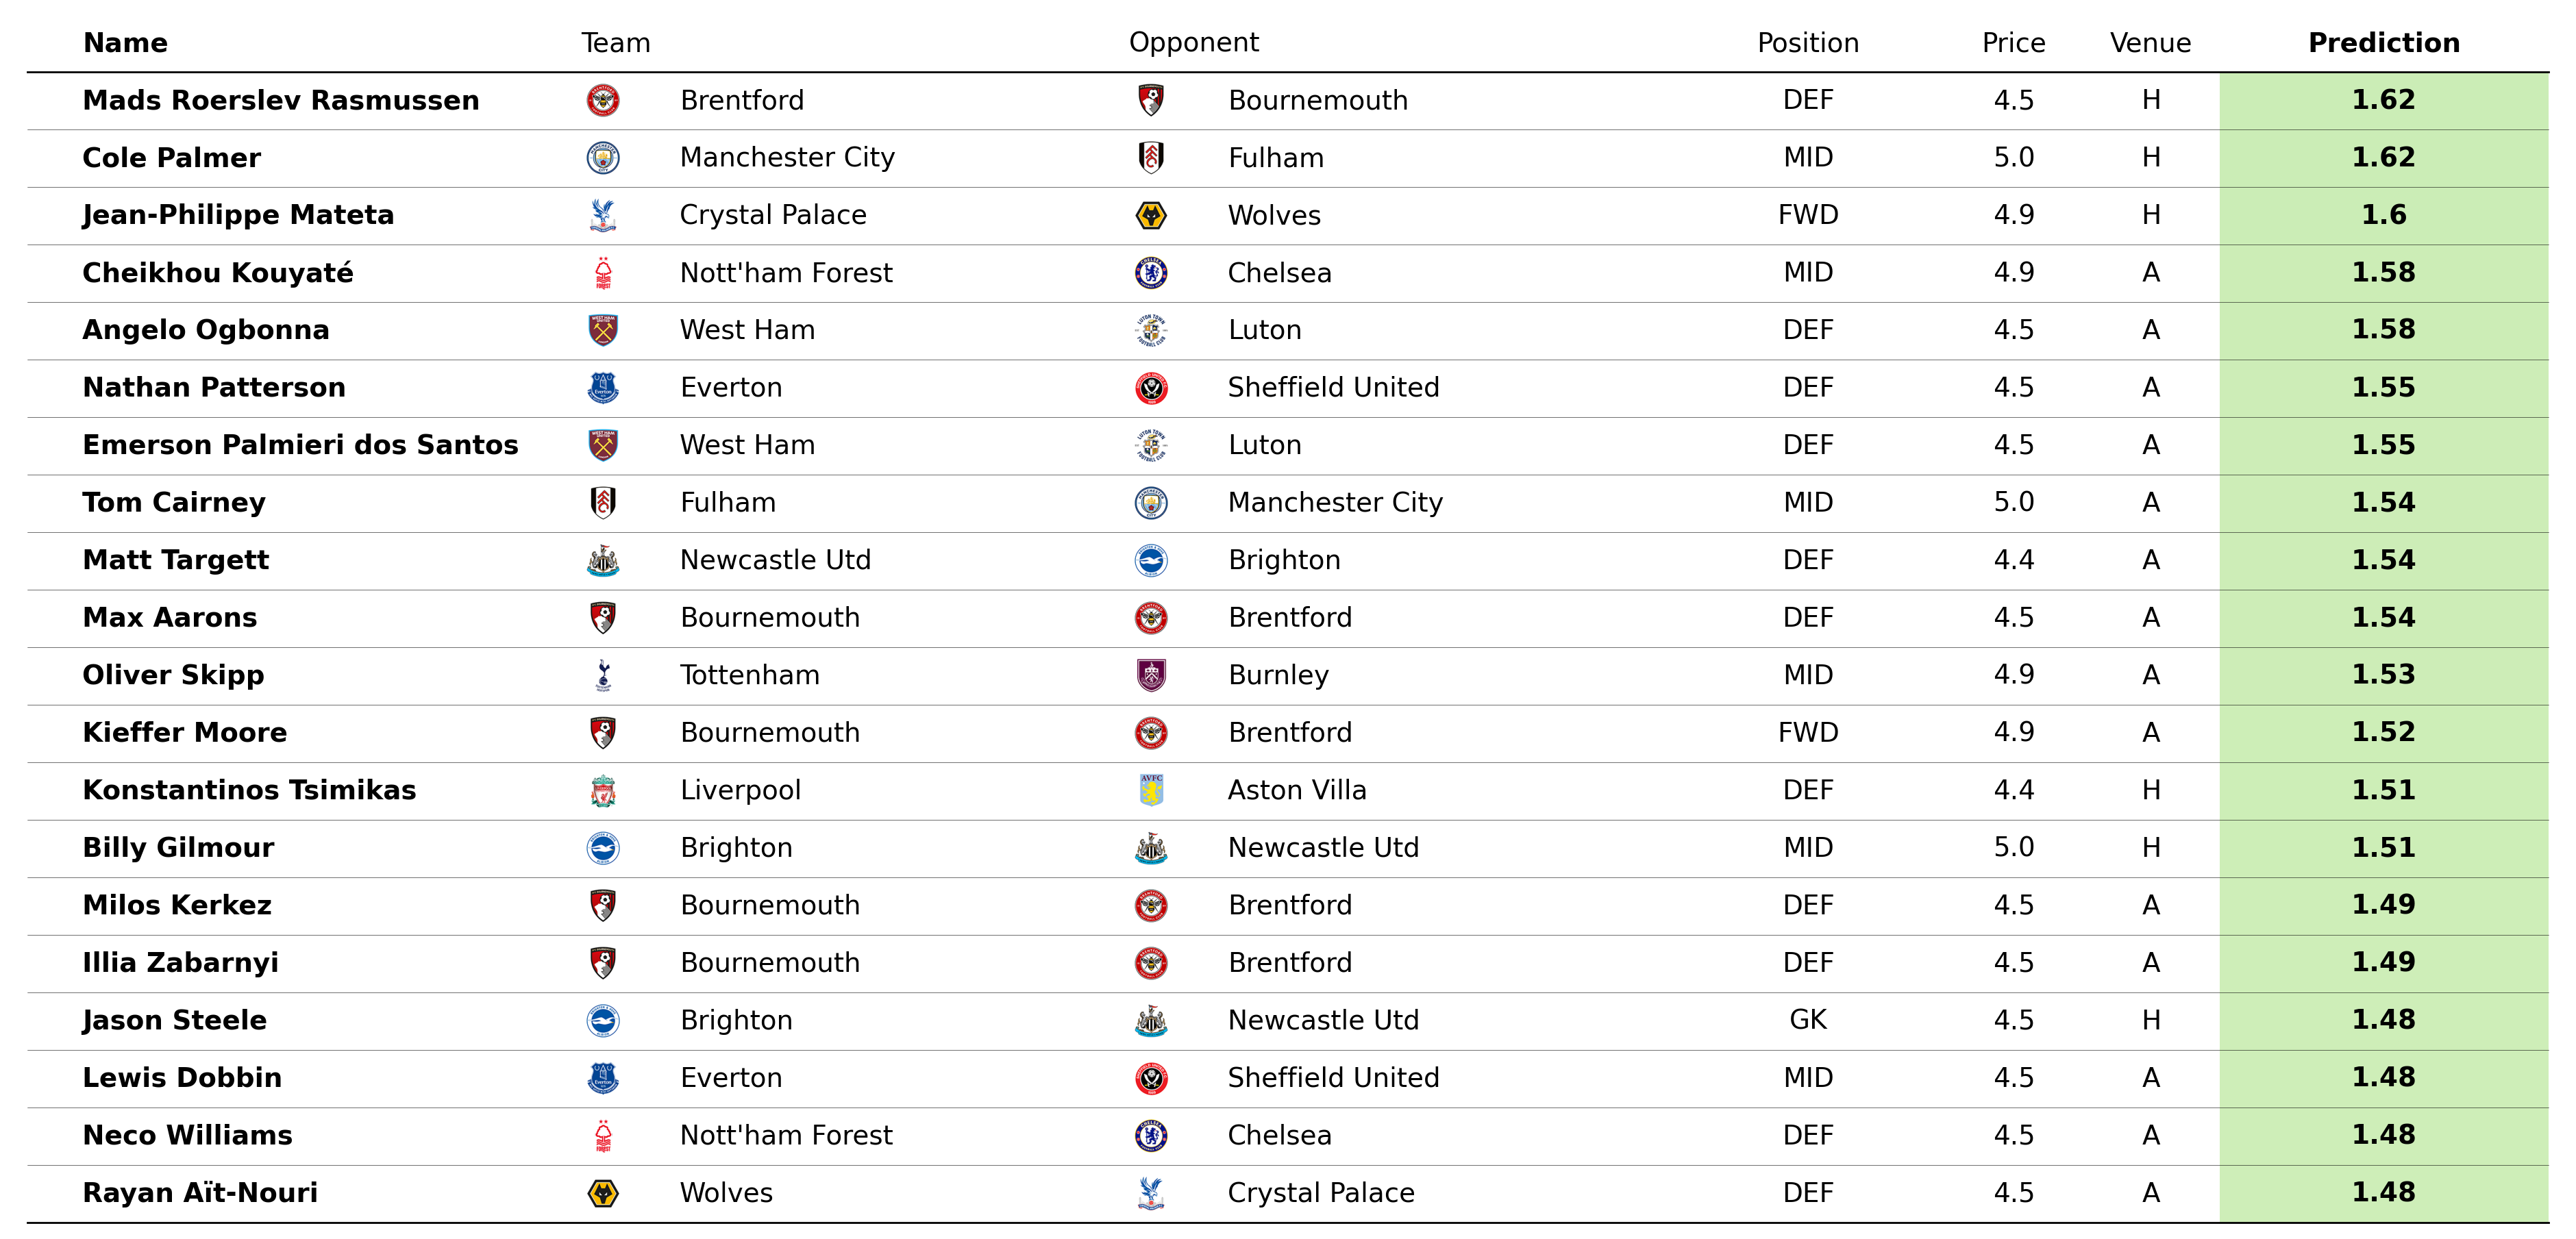 Name Team Opponent Position Price Venue Prediction
Mads Roerslev Rasmussen Brentford Bournemouth DEF 4.5 H 1.62
Cole Palmer Manchester City Fulham MID 5.0 H 1.62
Jean-Philippe Mateta Crystal Palace Wolves FWD 4.9 H 1.6
Cheikhou Kouyaté Nott'ham Forest Chelsea MID 4.9 A 1.58
Angelo Ogbonna West Ham Luton DEF 4.5 A 1.58
Nathan Patterson Everton Sheffield United DEF 4.5 A 1.55
Emerson Palmieri dos Santos West Ham Luton DEF 4.5 A 1.55
Tom Cairney Fulham Manchester City MID 5.0 A 1.54
Matt Targett Newcastle Utd Brighton DEF 4.4 A 1.54
Max Aarons Bournemouth Brentford DEF 4.5 A 1.54
Oliver Skipp Tottenham Burnley MID 4.9 A 1.53
Kieffer Moore Bournemouth Brentford FWD 4.9 A 1.52
Konstantinos Tsimikas Liverpool Aston Villa DEF 4.4 H 1.51
Billy Gilmour Brighton Newcastle Utd MID 5.0 H 1.51
Milos Kerkez Bournemouth Brentford DEF 4.5 A 1.49
Illia Zabarnyi Bournemouth Brentford DEF 4.5 A 1.49
Jason Steele Brighton Newcastle Utd GK 4.5 H 1.48
Lewis Dobbin Everton Sheffield United MID 4.5 A 1.48
Neco Williams Nott'ham Forest Chelsea DEF 4.5 A 1.48
Rayan Aït-Nouri Wolves Crystal Palace DEF 4.5 A 1.48